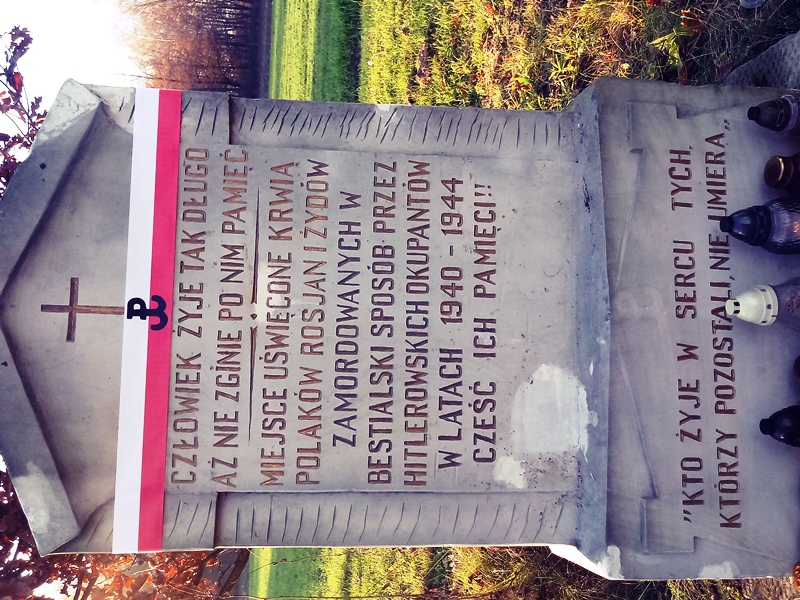 CZŁOWIEK ŻYJE TAK DŁUGO
AŻ NIE ZGINIE PO NIM PAMIĘĆ
MIEJSCE UŚWIĘCONE KRWIĄ
POLAKÓW ROSJAN I ŻYDÓW
ZAMORDOWANYCH W
BESTIALSKI SPOSÓB PRZEZ
HITLEROWSKICH OKUPANTÓW
W LATACH 1940 - 1944
CZEŚĆ ICH PAMIĘCI!!
"KTO ŻYJE W SERCU TYCH,
KTÓRZY POZOSTALI, NIE UMIERA„